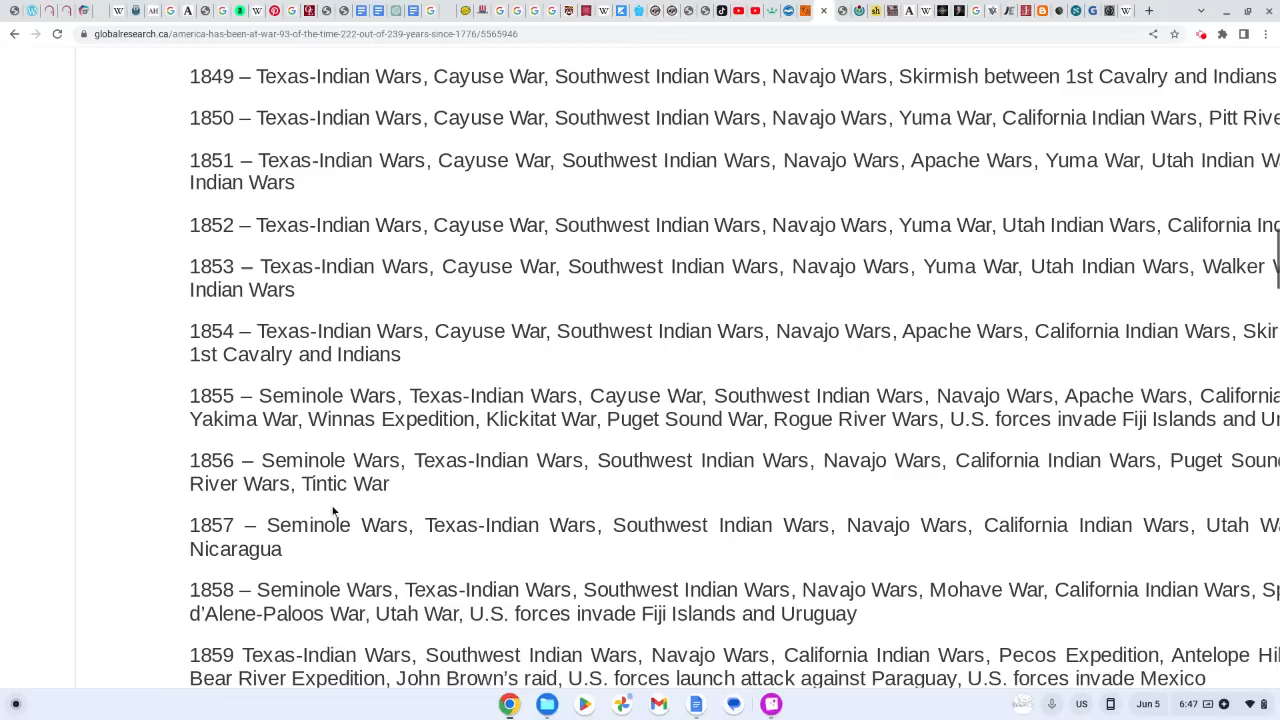 globalresearch.ca/america-has-been-at-war-93-of-the-time-222-out-of-239-years-since-1776/5565946
1849 – Texas-Indian Wars, Cayuse War, Southwest Indian Wars, Navajo Wars, Skirmish between 1st Cavalry and Indians
1850 – Texas-Indian Wars, Cayuse War, Southwest Indian Wars, Navajo Wars, Yuma War, California Indian Wars, Pitt Rive
1851 – Texas-Indian Wars, Cayuse War, Southwest Indian Wars, Navajo Wars, Apache Wars, Yuma War, Utah Indian W
Indian Wars
1852 – Texas-Indian Wars, Cayuse War, Southwest Indian Wars, Navajo Wars, Yuma War, Utah Indian Wars, California Ind
1853 – Texas-Indian Wars, Cayuse War, Southwest Indian Wars, Navajo Wars, Yuma War, Utah Indian Wars, Walker W
Indian Wars
1854 – Texas-Indian Wars, Cayuse War, Southwest Indian Wars, Navajo Wars, Apache Wars, California Indian Wars, Skir
1st Cavalry and Indians
1855 – Seminole Wars, Texas-Indian Wars, Cayuse War, Southwest Indian Wars, Navajo Wars, Apache Wars, California
Yakima War, Winnas Expedition, Klickitat War, Puget Sound War, Rogue River Wars, U.S. forces invade Fiji Islands and Ur
1856 – Seminole Wars, Texas-Indian Wars, Southwest Indian Wars, Navajo Wars, California Indian Wars, Puget Sound
River Wars, Tintic War
1857 – Seminole Wars, Texas-Indian Wars, Southwest Indian Wars, Navajo Wars, California Indian Wars, Utah Wa
Nicaragua
1858 – Seminole Wars, Texas-Indian Wars, Southwest Indian Wars, Navajo Wars, Mohave War, California Indian Wars, Sp
d’Alene-Paloos War, Utah War, U.S. forces invade Fiji Islands and Uruguay
1859 Texas-Indian Wars, Southwest Indian Wars, Navajo Wars, California Indian Wars, Pecos Expedition, Antelope Hil
Bear River Expedition, John Brown’s raid, U.S. forces launch attack against Paraguay, U.S. forces invade Mexico
US
Jun 5
6:47